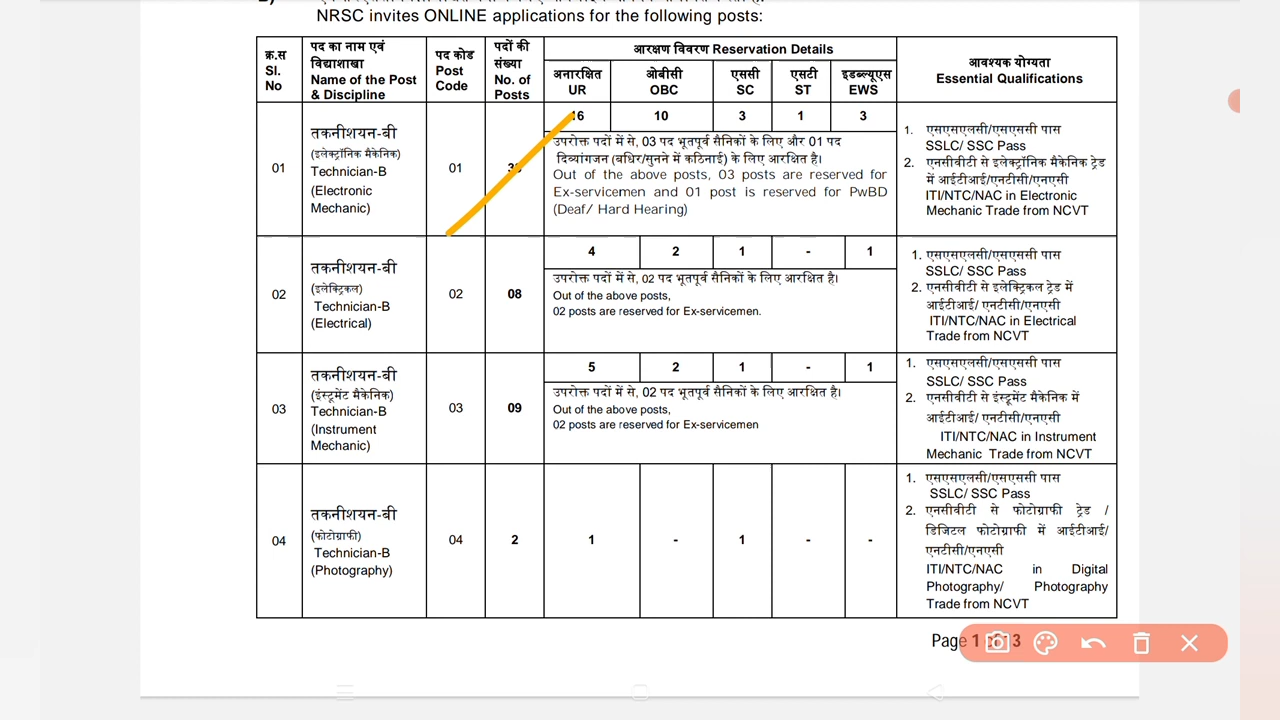 NRSC invites ONLINE applications for the following posts:
क्र.स
Sl.
No
पद का नाम एवं
विद्याशाखा
Name of the Post
& Discipline
पद कोड
Post
Code
पदों की
संख्या
No. of
Posts
आरक्षण विवरण Reservation Details
अनारक्षित
UR
ओबीसी
OBC
एससी
SC
एसटी
ST
इडब्ल्यूएस
EWS
आवश्यक योग्यता
Essential Qualifications
01
तकनीशयन-बी
(इलेक्ट्रॉनिक मैकेनिक)
Technician-B
(Electronic
Mechanic)
01
10
3
1
3
उपरोक्त पदों में से, 03 पद भूतपूर्व सैनिकों के लिए और 01 पद
दिव्यांगजन (बधिर/सुनने में कठिनाई) के लिए आरक्षित है।
Out of the above posts, 03 posts are reserved for
Ex-servicemen and 01 post is reserved for PwBD
(Deaf/ Hard Hearing)
1. एसएसएलसी/एसएससी पास
SSLC/ SSC Pass
2. एनसीवीटी से इलेक्ट्रॉनिक मैकेनिक ट्रेड
में आईटीआई/एनटीसी/एनएसी
ITI/NTC/NAC in Electronic
Mechanic Trade from NCVT
02
तकनीशयन-बी
(इलेक्ट्रिकल)
Technician-B
(Electrical)
02
08
4
2
1
-
1
उपरोक्त पदों में से, 02 पद भूतपूर्व सैनिकों के लिए आरक्षित है।
Out of the above posts,
02 posts are reserved for Ex-servicemen.
1. एसएसएलसी/एसएससी पास
SSLC/ SSC Pass
2. एनसीवीटी से इलेक्ट्रिकल ट्रेड में
आईटीआई/ एनटीसी/एनएसी
ITI/NTC/NAC in Electrical
Trade from NCVT
03
तकनीशयन-बी
(इंस्टूमेंट मैकेनिक)
Technician-B
(Instrument
Mechanic)
03
09
5
2
1
-
1
उपरोक्त पदों में से, 02 पद भूतपूर्व सैनिकों के लिए आरक्षित है।
Out of the above posts,
02 posts are reserved for Ex-servicemen
1. एसएसएलसी/एसएससी पास
SSLC/ SSC Pass
2. एनसीवीटी से इंस्टूमेंट मैकेनिक में
आईटीआई/ एनटीसी/एनएसी
ITI/NTC/NAC in Instrument
Mechanic Trade from NCVT
04
तकनीशयन-बी
(फोटोग्राफी)
Technician-B
(Photography)
04
2
1
-
1
-
-
1. एसएसएलसी/एसएससी पास
SSLC/ SSC Pass
2. एनसीवीटी से फोटोग्राफी ट्रेड /
डिजिटल फोटोग्राफी में आईटीआई/
एनटीसी/एनएसी
ITI/NTC/NAC in Digital
Photography/ Photography
Trade from NCVT
Page 1 of 13